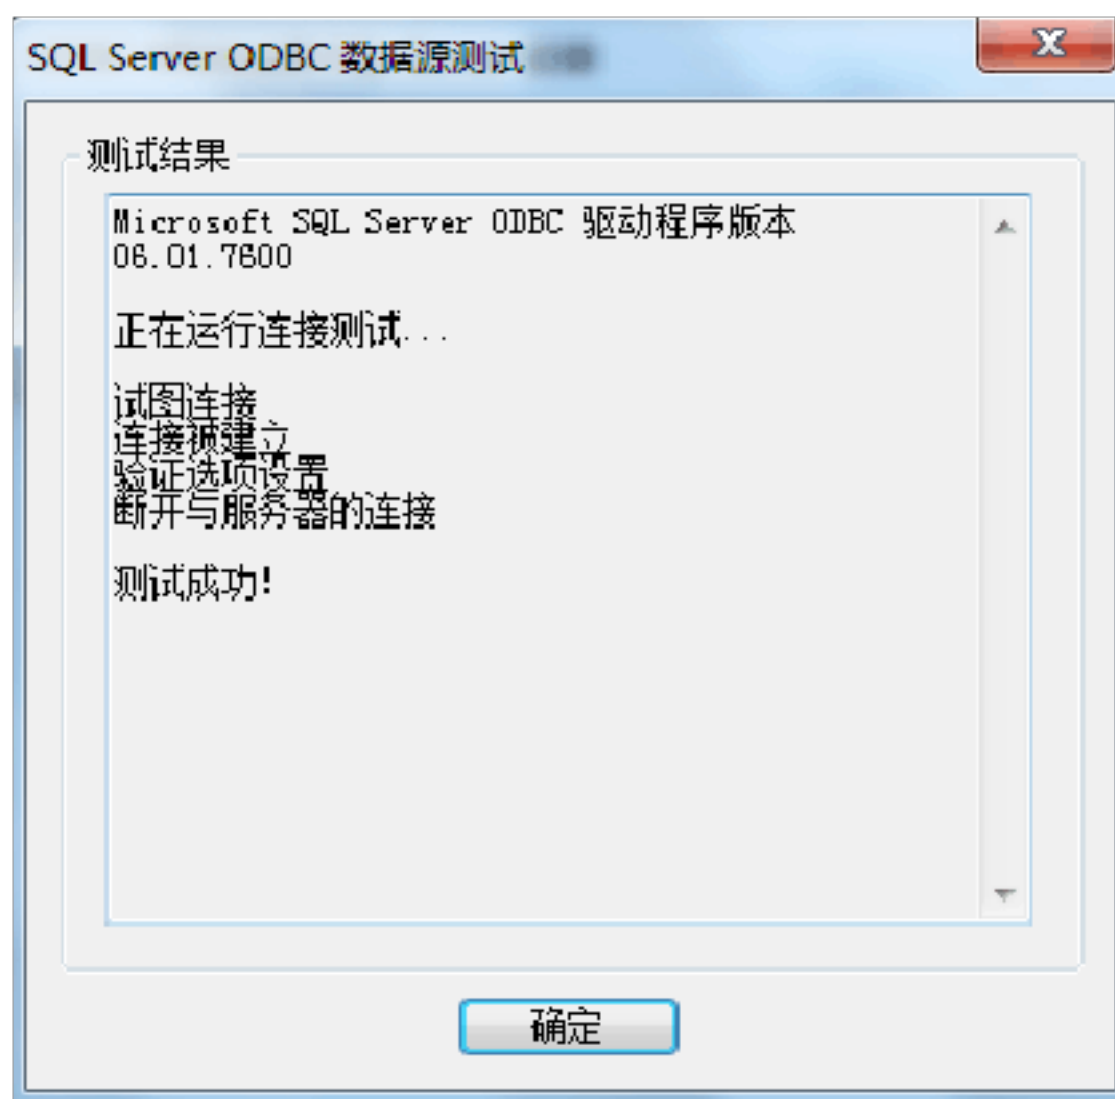 SQL Server ODBC 数据源测试
测试结果
Microsoft SQL Server ODBC 驱动程序版本
06.01.7600
正在运行连接测试...
试图连接
连接被建立
验证选项设置
断开与服务器的连接
测试成功!
确定